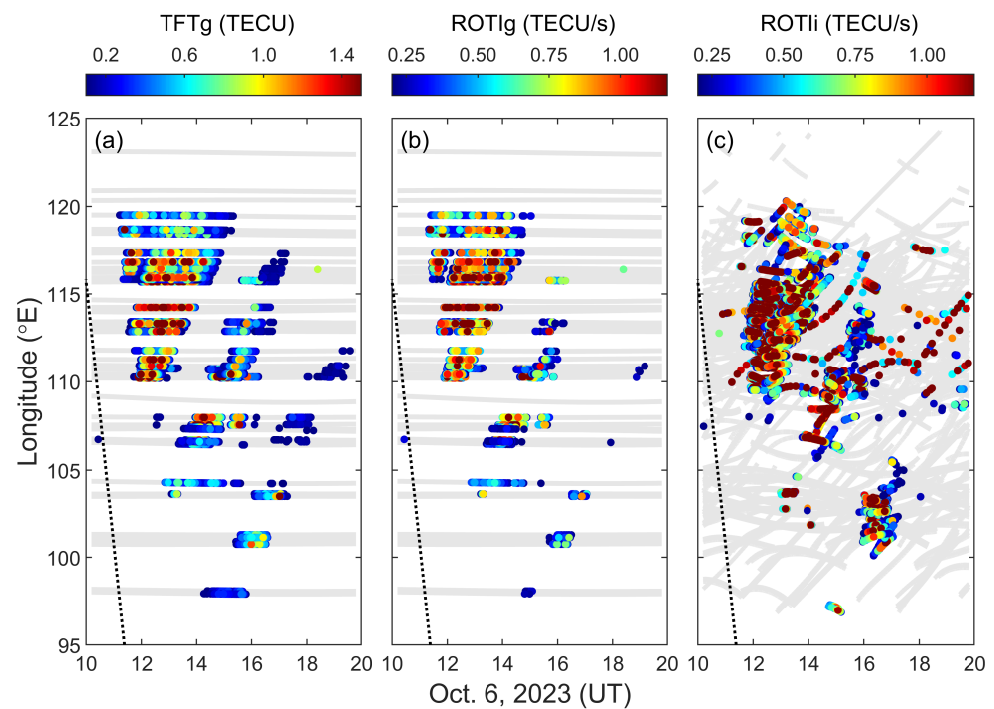 TFTg (TECU) ROTIg (TECU/s) ROTIi (TECU/s)
0.2 0.6 1.0 1.4 0.25 0.50 0.75 1.00 0.25 0.50 0.75 1.00
125
(a) (b) (c)
120
115
Longitude (°E)
110
105
100
95
10 12 14 16 18 20 10 12 14 16 18 20 10 12 14 16 18 20
Oct. 6, 2023 (UT)